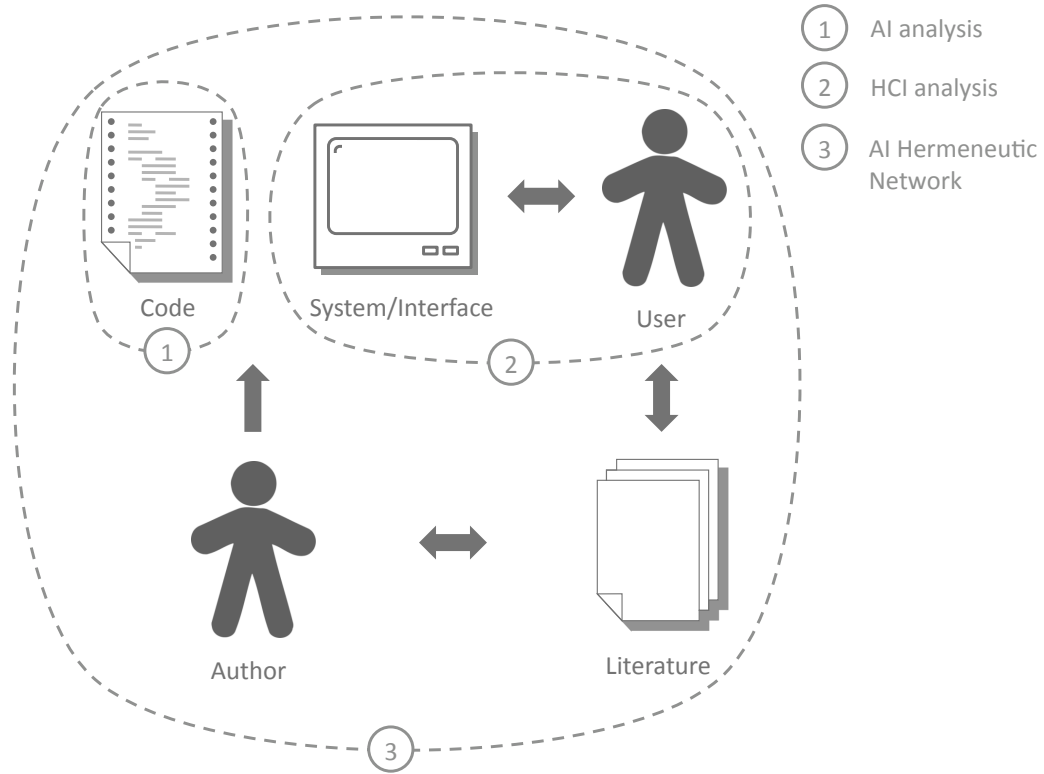 1 AI analysis
2 HCI analysis
3 AI Hermeneutic
Network
Code
System/Interface
User
1
2
Author
Literature
3